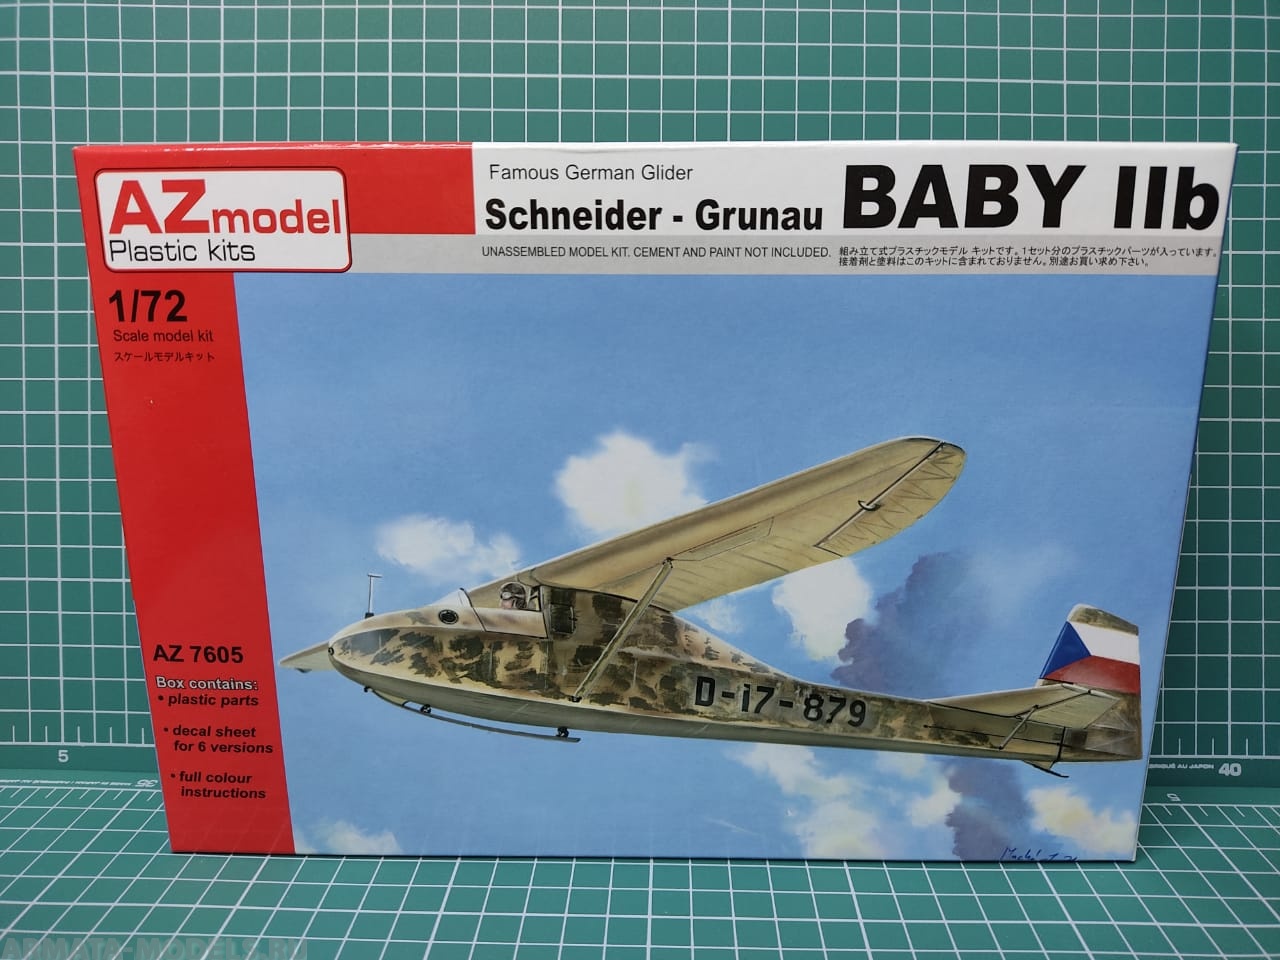 AZmodel
Plastic kits
Famous German Glider
Schneider - Grunau BABY IIb
UNASSEMBLED MODEL KIT. CEMENT AND PAINT NOT INCLUDED.
組み立て式プラスチックモデル キットです。1セット分のプラスチックパーツが入っています。
接着剤と塗料はこのキットに含まれておりません。別途お買い求め下さい。
1/72
Scale model kit
スケールモデルキット
D-17-879
AZ 7605
Box contains:
• plastic parts
• decal sheet
for 6 versions
• full colour
instructions
5
35
40
5
ARMATA-MODELS.RU